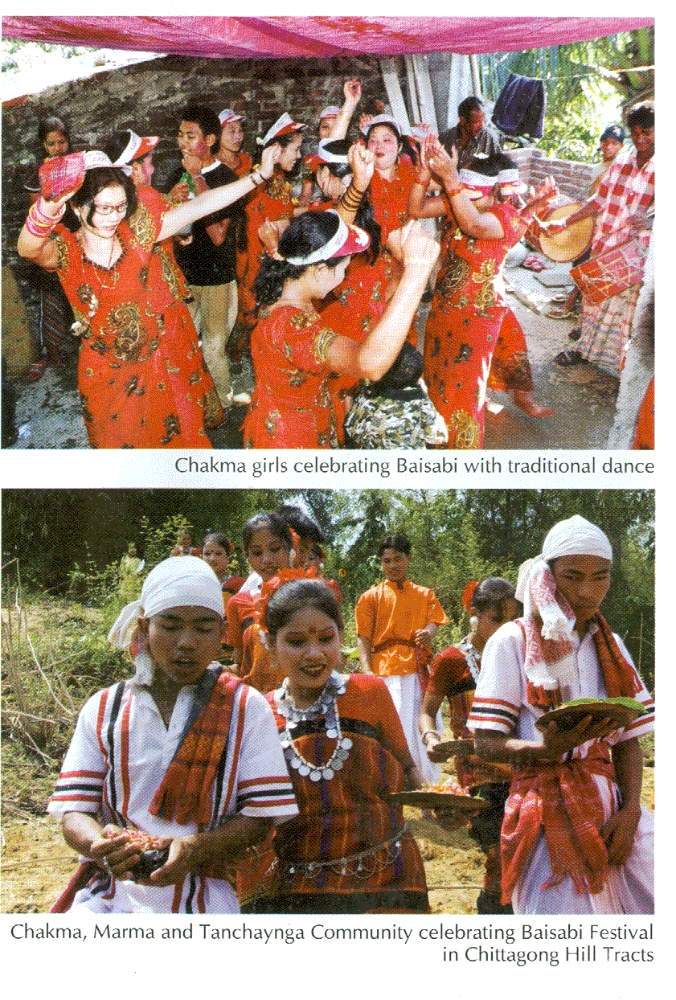 Chakma girls celebrating Baisabi with traditional dance
Chakma, Marma and Tanchaynga Community celebrating Baisabi Festival
in Chittagong Hill Tracts